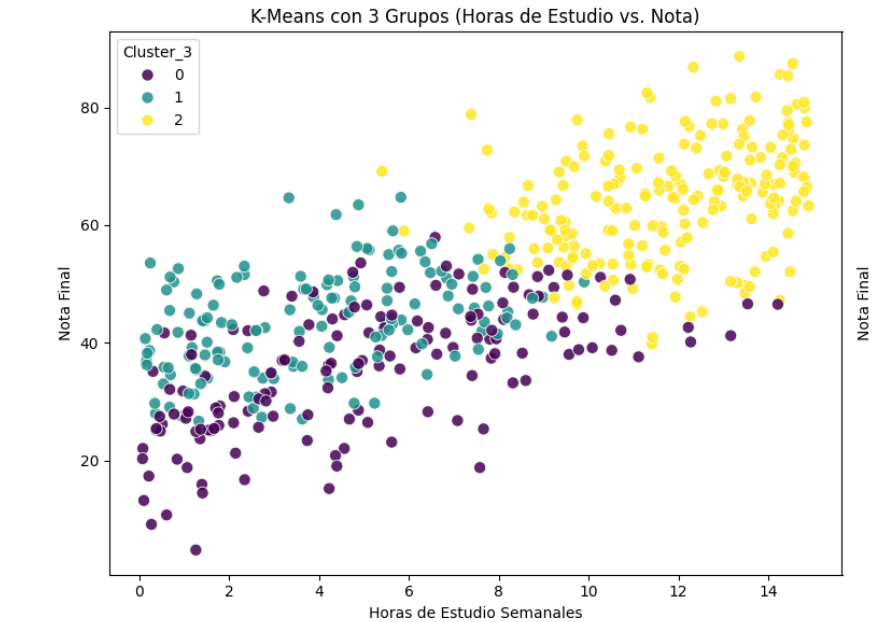 K-Means con 3 Grupos (Horas de Estudio vs. Nota)
Cluster_3
0
1
2
Nota Final
80
60
40
20
0 2 4 6 8 10 12 14
Horas de Estudio Semanales
Nota Final